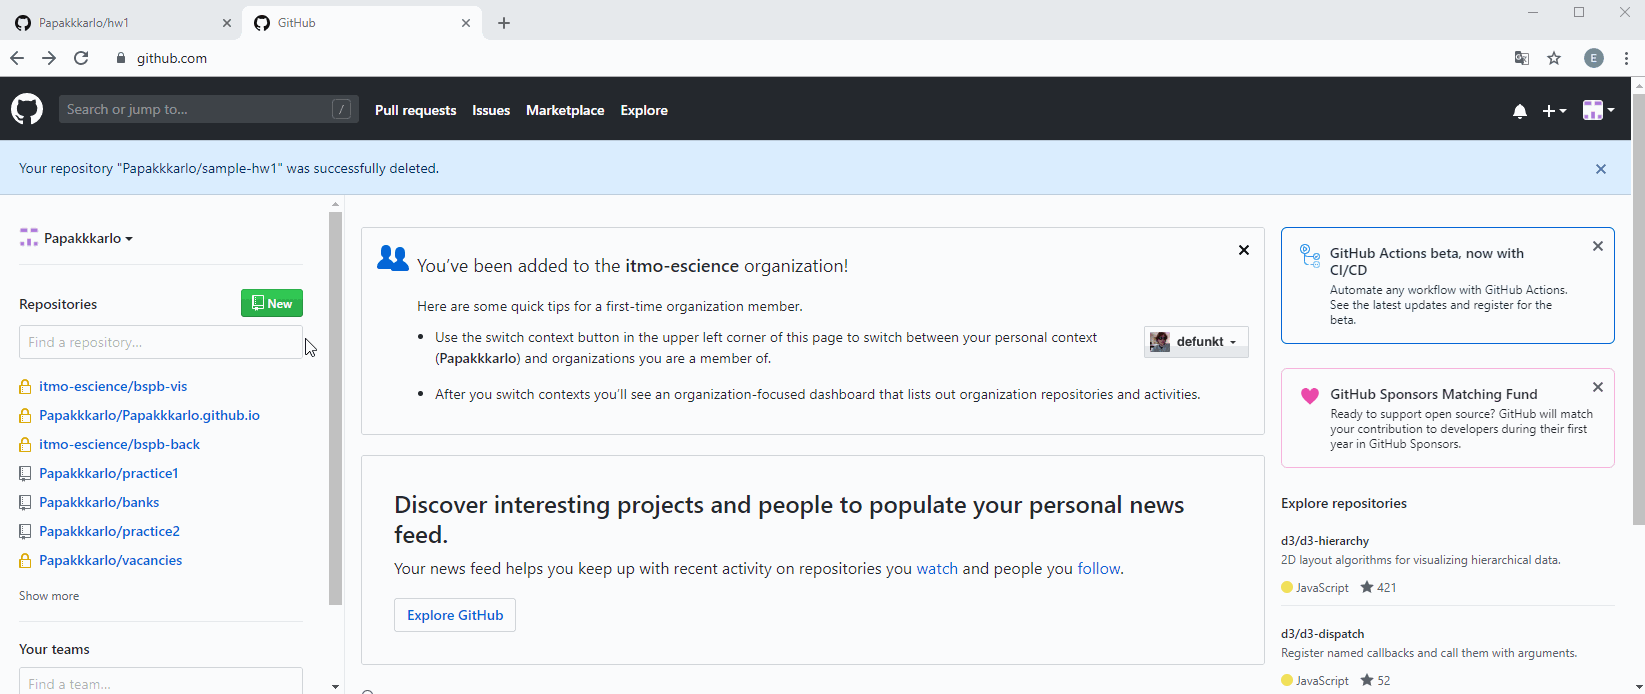 Papakkkarlo/hw1
GitHub
github.com
E
Search or jump to...
/
Pull requests
Issues
Marketplace
Explore
Your repository "Papakkkarlo/sample-hw1" was successfully deleted.
Papakkkarlo
Repositories
New
Find a repository...
itmo-escience/bspb-vis
Papakkkarlo/Papakkkarlo.github.io
itmo-escience/bspb-back
Papakkkarlo/practice1
Papakkkarlo/banks
Papakkkarlo/practice2
Papakkkarlo/vacancies
Show more
Your teams
Find a team...
You’ve been added to the itmo-escience organization!
Here are some quick tips for a first-time organization member.
Use the switch context button in the upper left corner of this page to switch between your personal context
(Papakkkarlo) and organizations you are a member of.
defunkt
After you switch contexts you’ll see an organization-focused dashboard that lists out organization repositories and activities.
Discover interesting projects and people to populate your personal news
feed.
Your news feed helps you keep up with recent activity on repositories you watch and people you follow.
Explore GitHub
GitHub Actions beta, now with
CI/CD
Automate any workflow with GitHub Actions.
See the latest updates and register for the
beta.
GitHub Sponsors Matching Fund
Ready to support open source? GitHub will match
your contribution to developers during their first
year in GitHub Sponsors.
Explore repositories
d3/d3-hierarchy
2D layout algorithms for visualizing hierarchical data.
JavaScript 421
d3/d3-dispatch
Register named callbacks and call them with arguments.
JavaScript 52